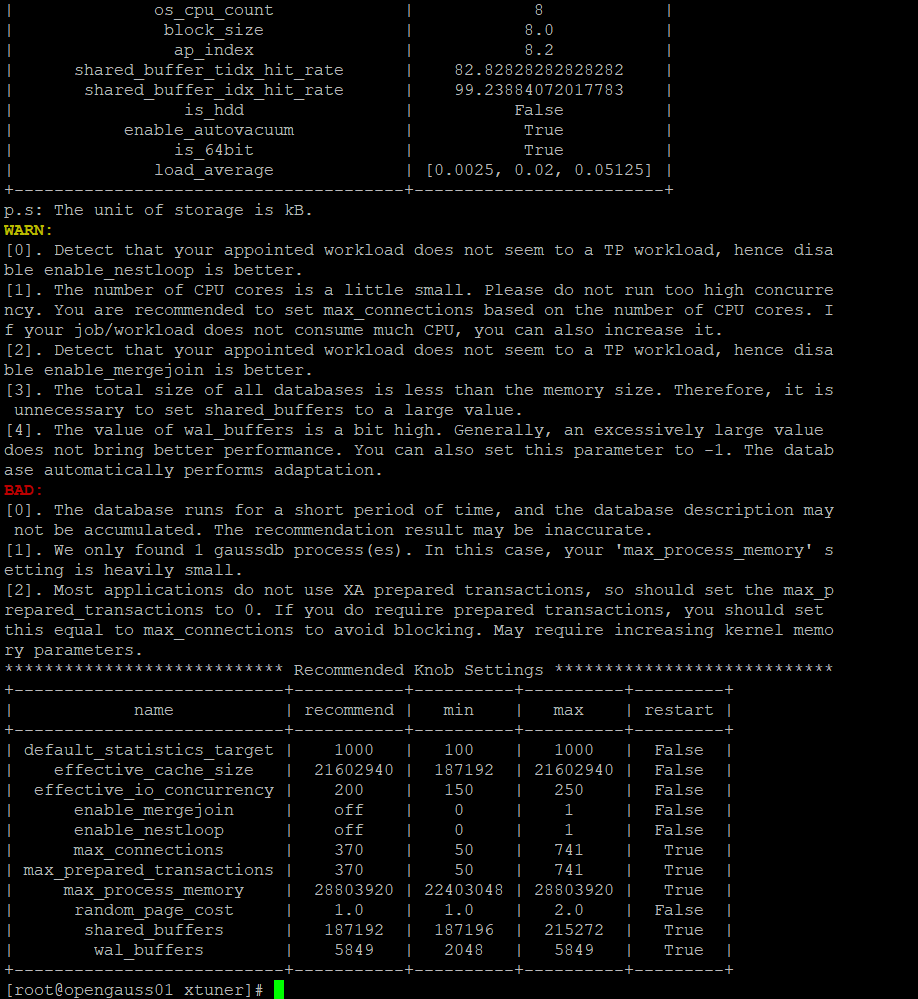 | os_cpu_count | 8 |
| block_size | 8.0 |
| ap_index | 8.2 |
| shared_buffer_tidx_hit_rate | 82.82828282828282 |
| shared_buffer_idx_hit_rate | 99.23884072017783 |
| is_hdd | False |
| enable_autovacuum | True |
| is_64bit | True |
| load_average | [0.0025, 0.02, 0.05125] |
+---------------------------------------+-------------------------+
p.s: The unit of storage is kB.
WARN:
[0]. Detect that your appointed workload does not seem to a TP workload, hence disa
ble enable_nestloop is better.
[1]. The number of CPU cores is a little small. Please do not run too high concurre
ncy. You are recommended to set max_connections based on the number of CPU cores. I
f your job/workload does not consume much CPU, you can also increase it.
[2]. Detect that your appointed workload does not seem to a TP workload, hence disa
ble enable_mergejoin is better.
[3]. The total size of all databases is less than the memory size. Therefore, it is
 unnecessary to set shared_buffers to a large value.
[4]. The value of wal_buffers is a bit high. Generally, an excessively large value
does not bring better performance. You can also set this parameter to -1. The datab
ase automatically performs adaptation.
BAD:
[0]. The database runs for a short period of time, and the database description may
 not be accumulated. The recommendation result may be inaccurate.
[1]. We only found 1 gaussdb process(es). In this case, your 'max_process_memory' s
etting is heavily small.
[2]. Most applications do not use XA prepared transactions, so should set the max_p
repared_transactions to 0. If you do require prepared transactions, you should set
this equal to max_connections to avoid blocking. May require increasing kernel memo
ry parameters.
**************************** Recommended Knob Settings ****************************
+---------------------------+-----------+----------+----------+---------+
| name | recommend | min | max | restart |
+---------------------------+-----------+----------+----------+---------+
| default_statistics_target | 1000 | 100 | 1000 | False |
| effective_cache_size | 21602940 | 187192 | 21602940 | False |
| effective_io_concurrency | 200 | 150 | 250 | False |
| enable_mergejoin | off | 0 | 1 | False |
| enable_nestloop | off | 0 | 1 | False |
| max_connections | 370 | 50 | 741 | True |
| max_prepared_transactions | 370 | 50 | 741 | True |
| max_process_memory | 28803920 | 22403048 | 28803920 | True |
| random_page_cost | 1.0 | 1.0 | 2.0 | False |
| shared_buffers | 187192 | 187196 | 215272 | True |
| wal_buffers | 5849 | 2048 | 5849 | True |
+---------------------------+-----------+----------+----------+---------+
[root@opengauss01 xtuner]#